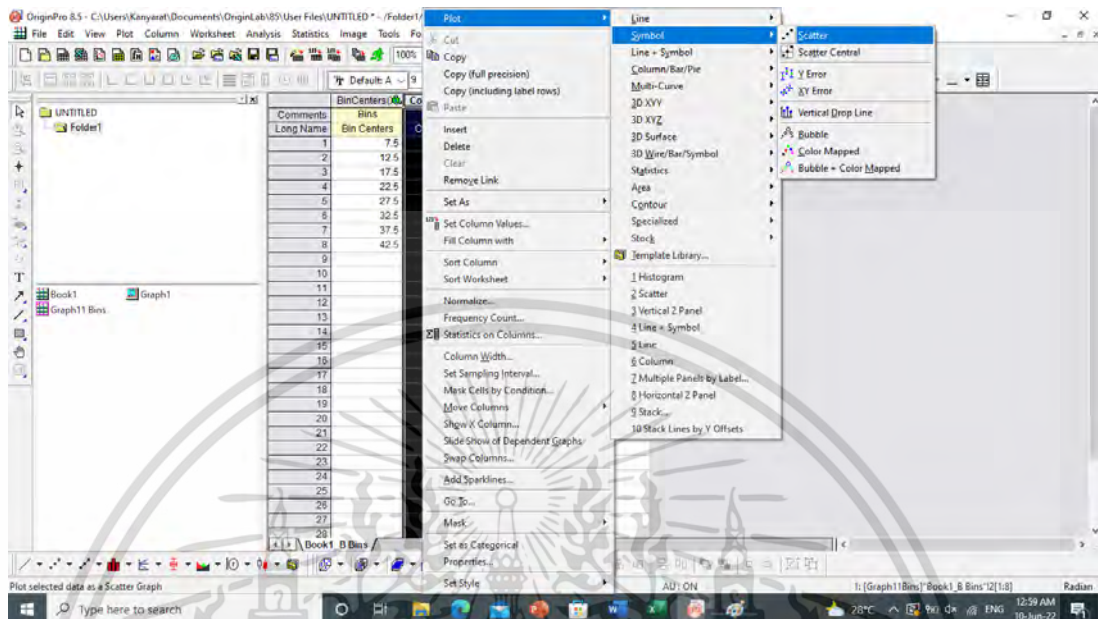 OriginPro 8.5 - C:\Users\Kanyarat\Documents\OriginLab\85\User Files\UNTITLED * - /Folder1/
File Edit View Plot Column Worksheet Analysis Statistics Image Tools Fo
100%
Default: A 9
UNTITLED
Folder1
Book1 Graph1
Graph11 Bins
BinCenters(X) Co
Comments Bins
Long Name Bin Centers C
1 7.5
2 12.5
3 17.5
4 22.5
5 27.5
6 32.5
7 37.5
8 42.5
9
10
11
12
13
14
15
16
17
18
19
20
21
22
23
24
25
26
27
28
Book1_B Bins
Plot
Cut
Copy
Copy (full precision)
Copy (including label rows)
Paste
Insert
Delete
Clear
Remove Link
Set As
Set Column Values...
Fill Column with
Sort Column
Sort Worksheet
Normalize...
Frequency Count...
Statistics on Columns...
Column Width...
Set Sampling Interval...
Mask Cells by Condition...
Move Columns
Show X Column...
Slide Show of Dependent Graphs
Swap Columns...
Add Sparklines...
Go To...
Mask
Set as Categorical
Properties...
Set Style
Line
Symbol
Line + Symbol
Column/Bar/Pie
Multi-Curve
3D XYY
3D XYZ
3D Surface
3D Wire/Bar/Symbol
Statistics
Area
Contour
Specialized
Stock
Template Library...
1 Histogram
2 Scatter
3 Vertical 2 Panel
4 Line + Symbol
5 Line
6 Column
7 Multiple Panels by Label...
8 Horizontal 2 Panel
9 Stack...
10 Stack Lines by Y Offsets
Scatter
Scatter Central
Y Error
XY Error
Vertical Drop Line
Bubble
Color Mapped
Bubble + Color Mapped
Plot selected data as a Scatter Graph
AU : ON
1: [Graph11Bins]"Book1_B Bins"!2[1:8]
Radian
Type here to search
28°C
ENG
12:59 AM
10-Jun-22